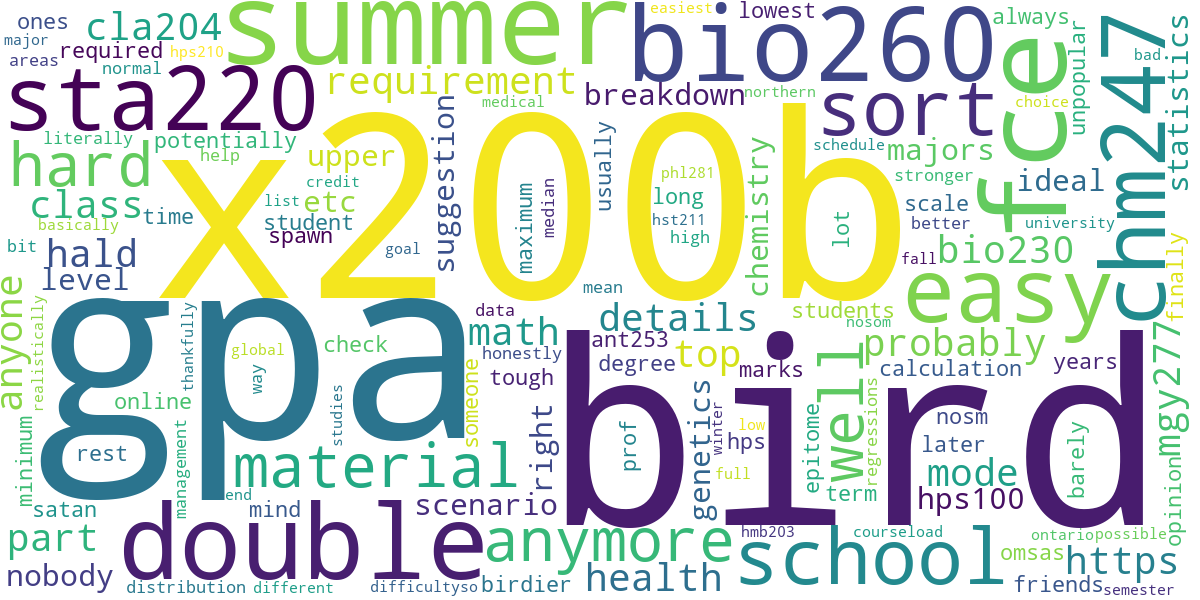 ones
cla204
summer
easiest
lowest
always
major
required
hps210
bio260
unpopular
chm247
statistics
areas
normal
sta220
requirement
breakdown
northern
sort
choice
bad
fce
literally
potentially
medical
help
upper
suggestion
x200b
usually
schedule
majors
hard
credit
phl281
stronger
ideal
class
etc
maximum
median
long
chemistry
scale
time
list
student
hst211
lot
better
university
basically
spawn
high
bio230
bit
hald
goal
fall
finally
level
mean
easy
anyone
realistically
thankfully
gpa
data
details
students
nosom
math
ant253
probably
mgy277
global
check
honestly
top
well
way
tough
degree
marks
calculation
years
online
studies
someone
bird
regressions
nosm
minimum
management
rest
material
right
prof
genetics
winter
hps
low
epitome
later
barely
opinion
full
mode
satan
end
mind
scenario
term
hps100
part
double
anymore
hmb203
courseload
ontario
possible
school
omsas
https
nobody
distribution
different
difficultyso
birdier
health
friends
semester